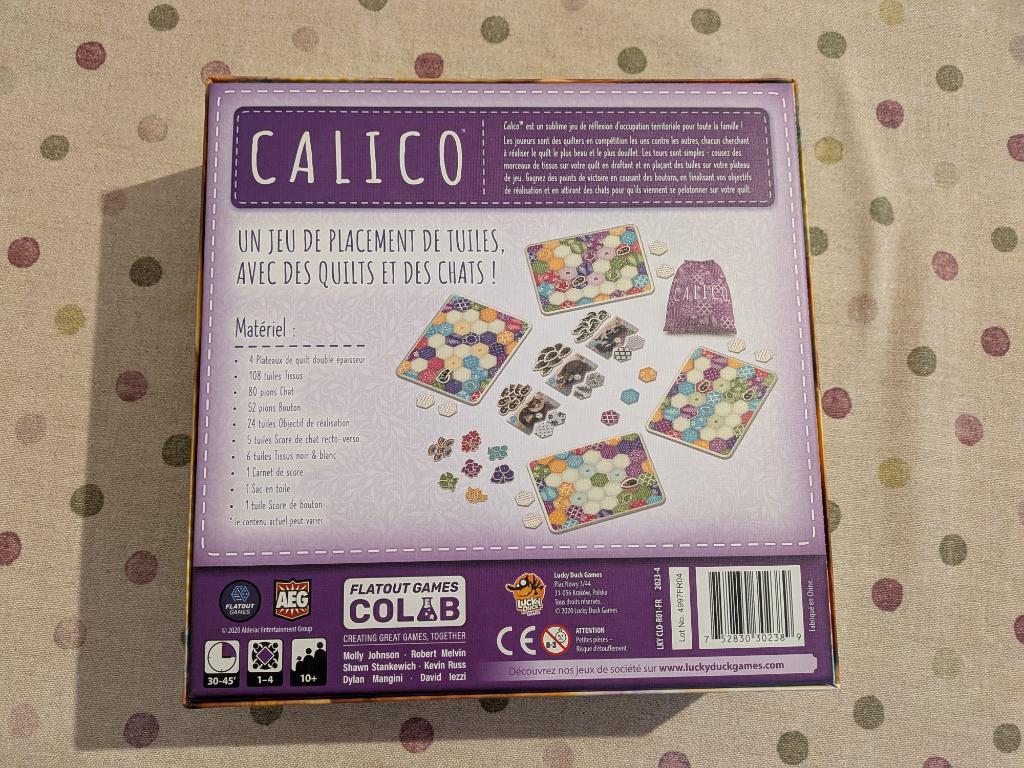 CALICO™
Calico™ est un sublime jeu de réflexion d'occupation territoriale pour toute la famille !
Les joueurs sont des quilters en compétition les uns contre les autres, chacun cherchant
à réaliser le quilt le plus beau et le plus douillet. Les tours sont simples - cousez des
morceaux de tissus sur votre quilt en draftant et en plaçant des tuiles sur votre plateau
de jeu. Gagnez des points de victoire en cousant des boutons, en finalisant vos objectifs
de réalisation et en attirant des chats pour qu'ils viennent se pelotonner sur votre quilt.
UN JEU DE PLACEMENT DE TUILES,
AVEC DES QUILTS ET DES CHATS !
CALICO
Matériel :
• 4 Plateaux de quilt double épaisseur
• 108 tuiles Tissus
• 80 pions Chat
• 52 pions Bouton
• 24 tuiles Objectif de réalisation
• 5 tuiles Score de chat recto-verso
• 6 tuiles Tissus noir & blanc
• 1 Carnet de score
• 1 Sac en toile
• 1 tuile Score de bouton
* le contenu actuel peut varier
FLATOUT
GAMES
AEG
© 2020 Alderac Entertainment Group
30-45'
1-4
10+
FLATOUT GAMES
COLAB
CREATING GREAT GAMES, TOGETHER
Molly Johnson · Robert Melvin
Shawn Stankewich · Kevin Russ
Dylan Mangini · David Iezzi
Lucky
Duck
GAMES
Lucky Duck Games
Plac Nowy 3/44
31-056 Kraków, Polska
Tous droits réservés.
© 2020 Lucky Duck Games
CE
0-3
ATTENTION
Petites pièces -
Risque d'étouffement
LKY CLO-R01-FR 2023-4
Lot No. 4997FR04
7 52830 30238 9
Fabriqué en Chine.
Découvrez nos jeux de société sur www.luckyduckgames.com